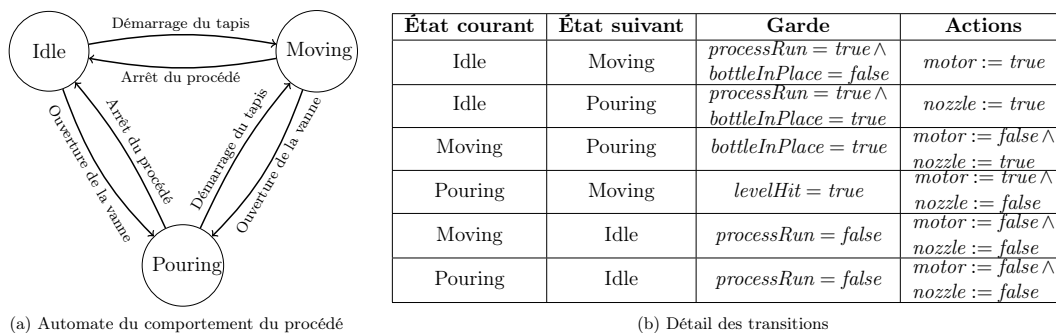 Démarrage du tapis
Idle
Moving
Arrêt du procédé
Ouverture de la vanne
Arrêt du procédé
Démarrage du tapis
Ouverture de la vanne
Pouring
(a) Automate du comportement du procédé
État courant État suivant Garde Actions
Idle Moving processRun = true ∧ bottleInPlace = false motor := true
Idle Pouring processRun = true ∧ bottleInPlace = true nozzle := true
Moving Pouring bottleInPlace = true motor := false ∧ nozzle := true
Pouring Moving levelHit = true motor := true ∧ nozzle := false
Moving Idle processRun = false motor := false ∧ nozzle := false
Pouring Idle processRun = false motor := false ∧ nozzle := false
(b) Détail des transitions